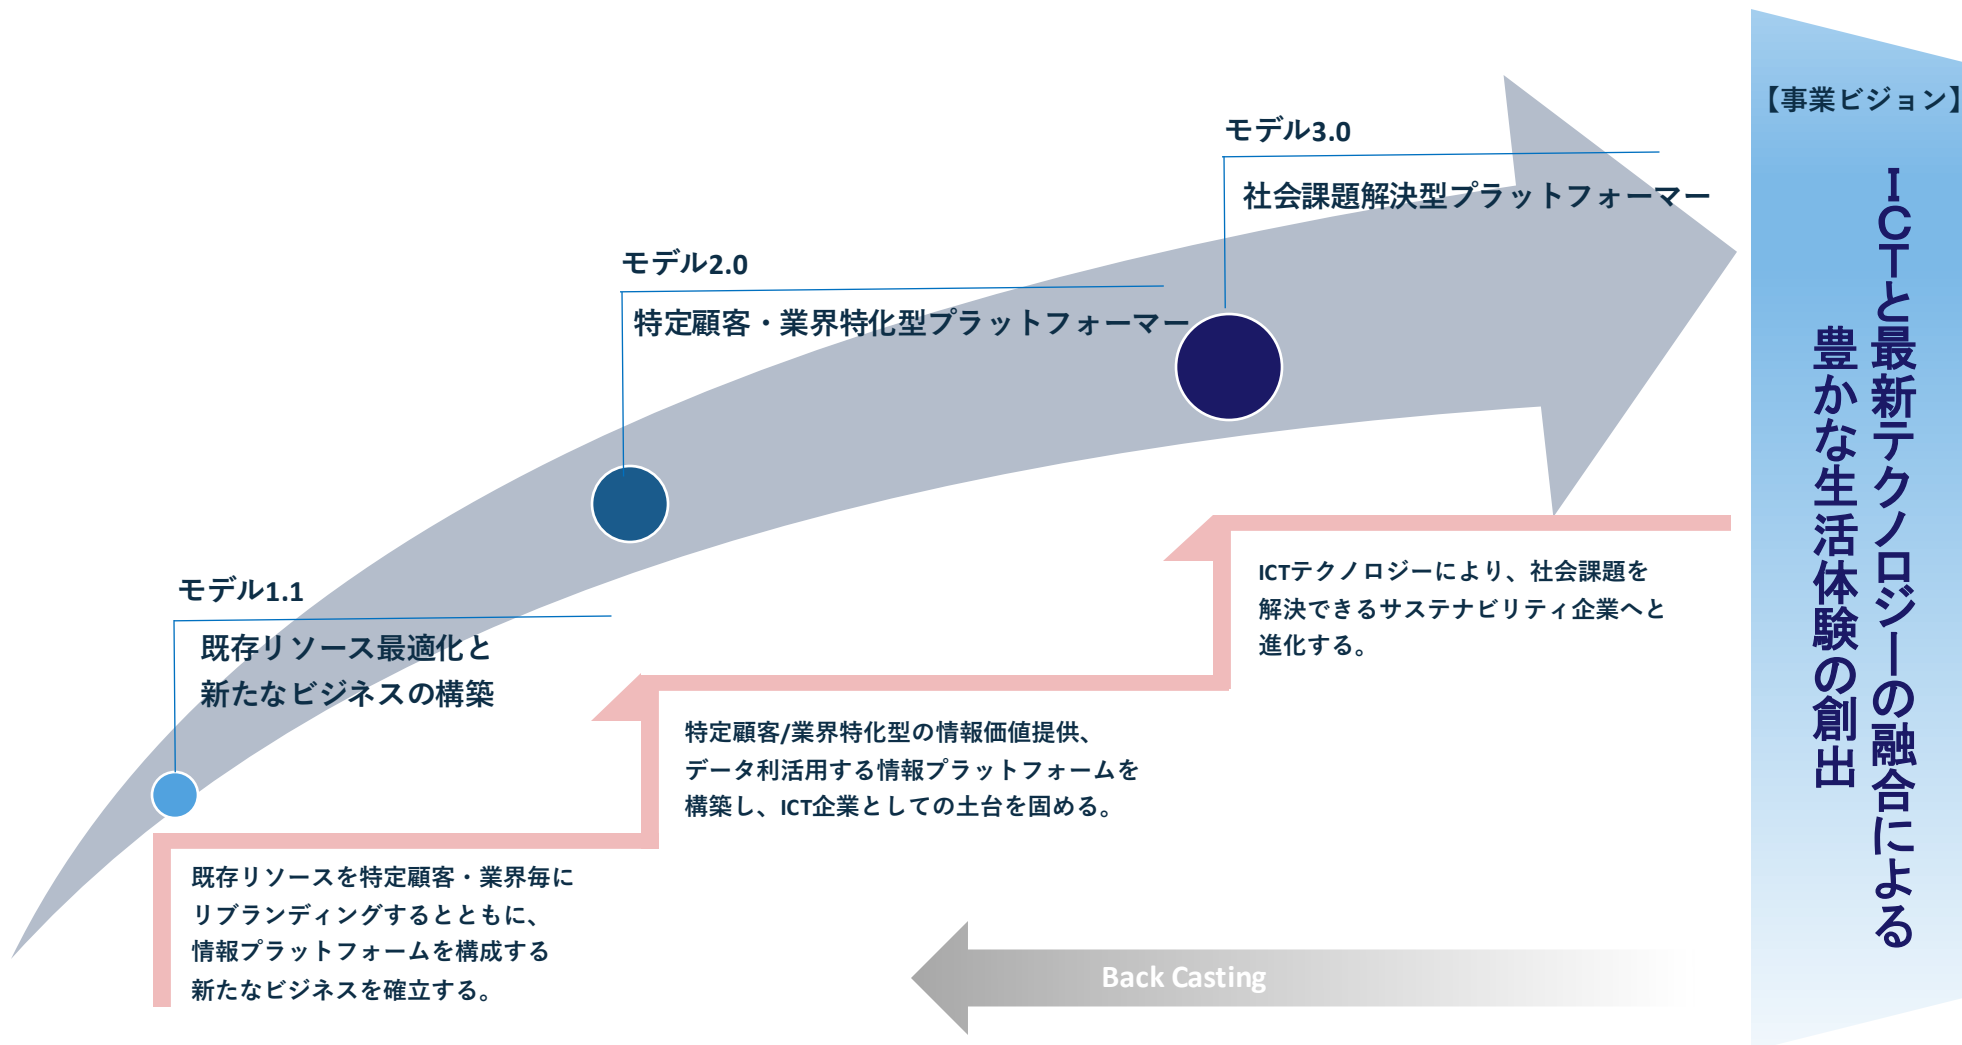 【事業ビジョン】
ICTと最新テクノロジーの融合による
豊かな生活体験の創出
モデル3.0
社会課題解決型プラットフォーマー
モデル2.0
特定顧客・業界特化型プラットフォーマー
モデル1.1
既存リソース最適化と
新たなビジネスの構築
ICTテクノロジーにより、社会課題を
解決できるサステナビリティ企業へと
進化する。
特定顧客/業界特化型の情報価値提供、
データ利活用する情報プラットフォームを
構築し、ICT企業としての土台を固める。
既存リソースを特定顧客・業界毎に
リブランディングするとともに、
情報プラットフォームを構成する
新たなビジネスを確立する。
Back Casting